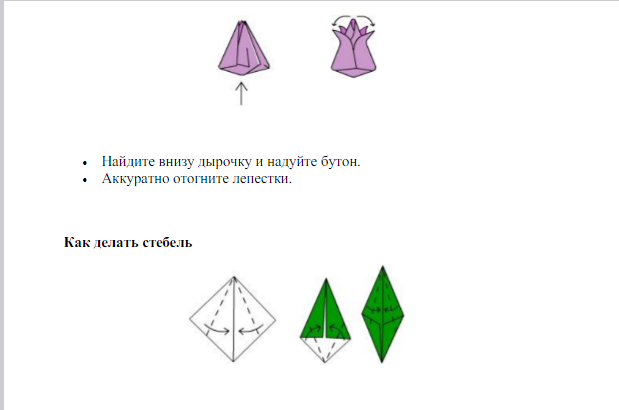 Найдите внизу дырочку и надуйте бутон.
Аккуратно отогните лепестки.
Как делать стебель